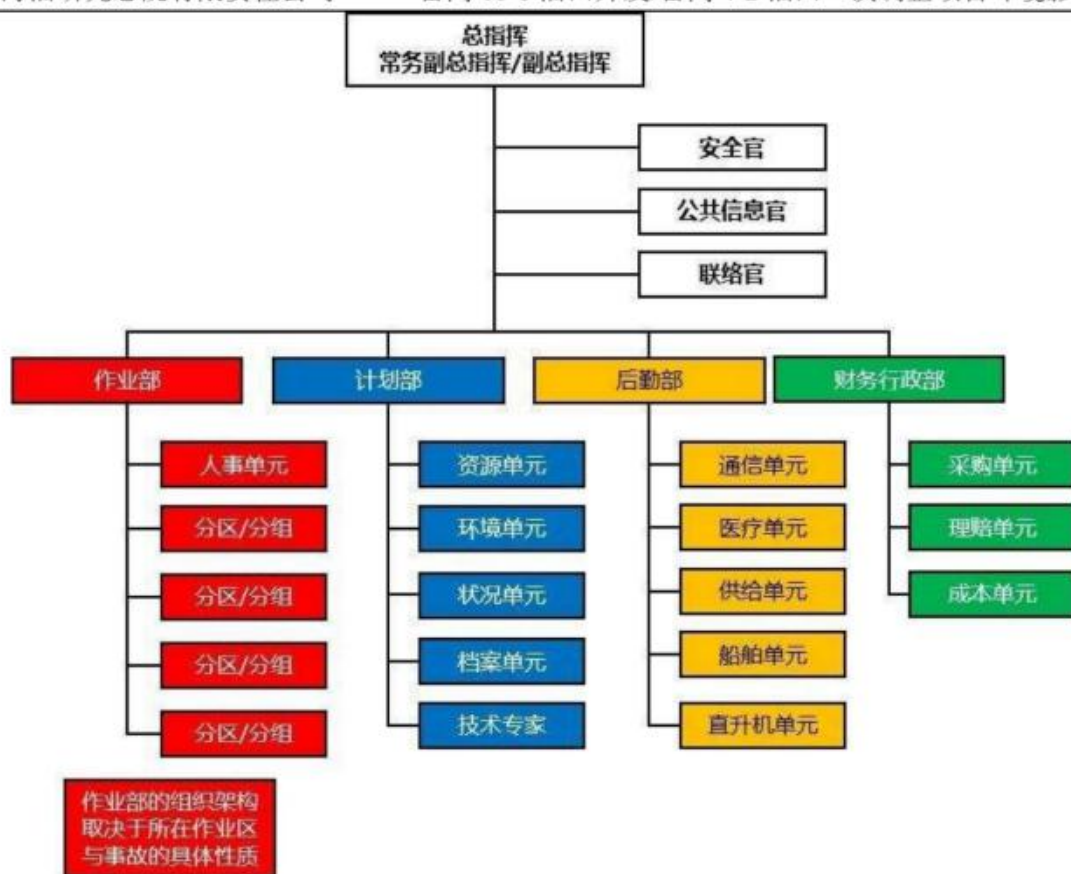 总指挥
常务副总指挥/副总指挥
安全官
公共信息官
联络官
作业部
计划部
后勤部
财务行政部
人事单元
资源单元
通信单元
采购单元
分区/分组
环境单元
医疗单元
理赔单元
分区/分组
状况单元
供给单元
成本单元
分区/分组
档案单元
船舶单元
分区/分组
技术专家
直升机单元
作业部的组织架构
取决于所在作业区
与事故的具体性质